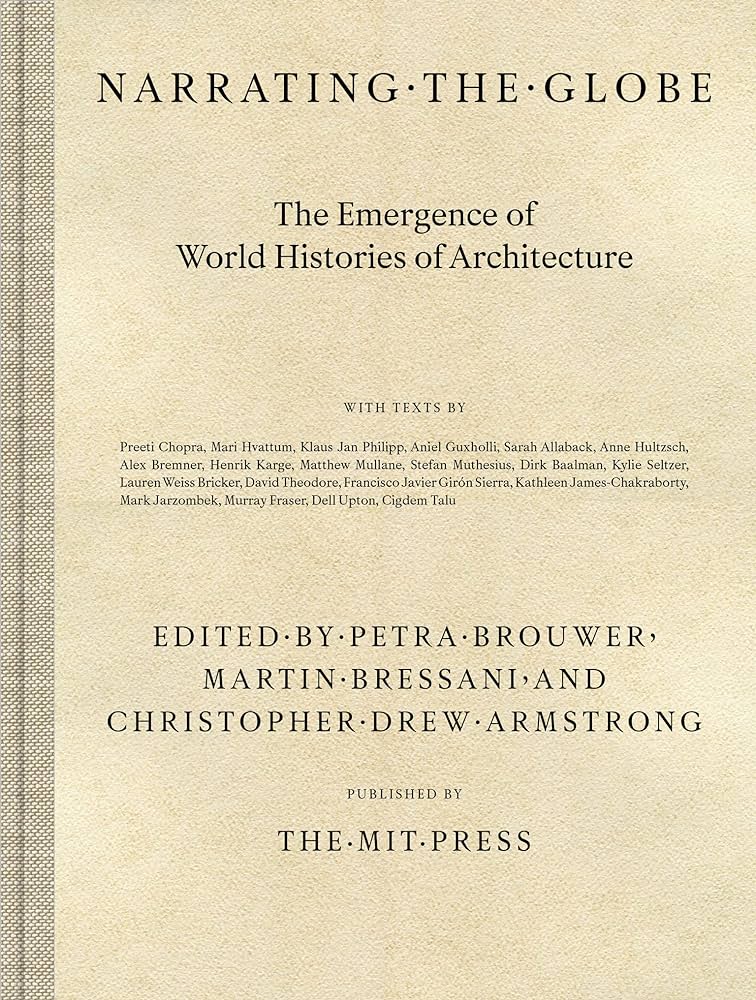 NARRATING·THE·GLOBE
The Emergence of
World Histories of Architecture
WITH TEXTS BY
Preeti Chopra, Mari Hvattum, Klaus Jan Philipp, Aniel Guxholli, Sarah Allaback, Anne Hultzsch,
Alex Bremner, Henrik Karge, Matthew Mullane, Stefan Muthesius, Dirk Baalman, Kylie Seltzer,
Lauren Weiss Bricker, David Theodore, Francisco Javier Girón Sierra, Kathleen James-Chakraborty,
Mark Jarzombek, Murray Fraser, Dell Upton, Cigdem Talu
EDITED·BY·PETRA·BROUWER,
MARTIN·BRESSANI,AND
CHRISTOPHER·DREW·ARMSTRONG
PUBLISHED BY
THE·MIT·PRESS